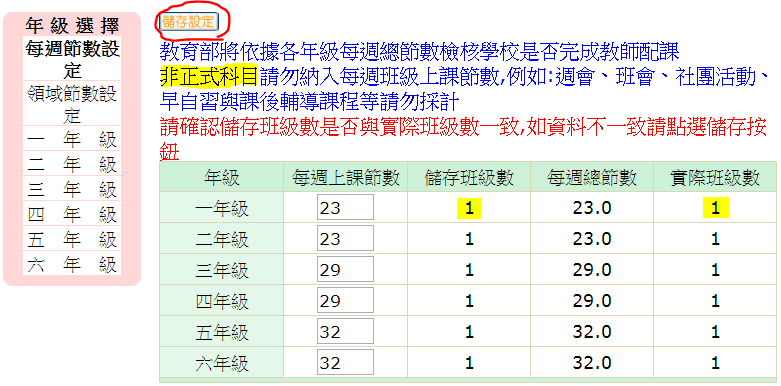 年級選擇
每週節數設
定
領域節數設
定
一 年 級
二 年 級
三 年 級
四 年 級
五 年 級
六 年 級
儲存設定
教育部將依據各年級每週總節數檢核學校是否完成教師配課
非正式科目請勿納入每週班級上課節數,例如:週會、班會、社團活動、
早自習與課後輔導課程等請勿採計
請確認儲存班級數是否與實際班級數一致,如資料不一致請點選儲存按
鈕
年級 每週上課節數 儲存班級數 每週總節數 實際班級數
一年級 23 1 23.0 1
二年級 23 1 23.0 1
三年級 29 1 29.0 1
四年級 29 1 29.0 1
五年級 32 1 32.0 1
六年級 32 1 32.0 1